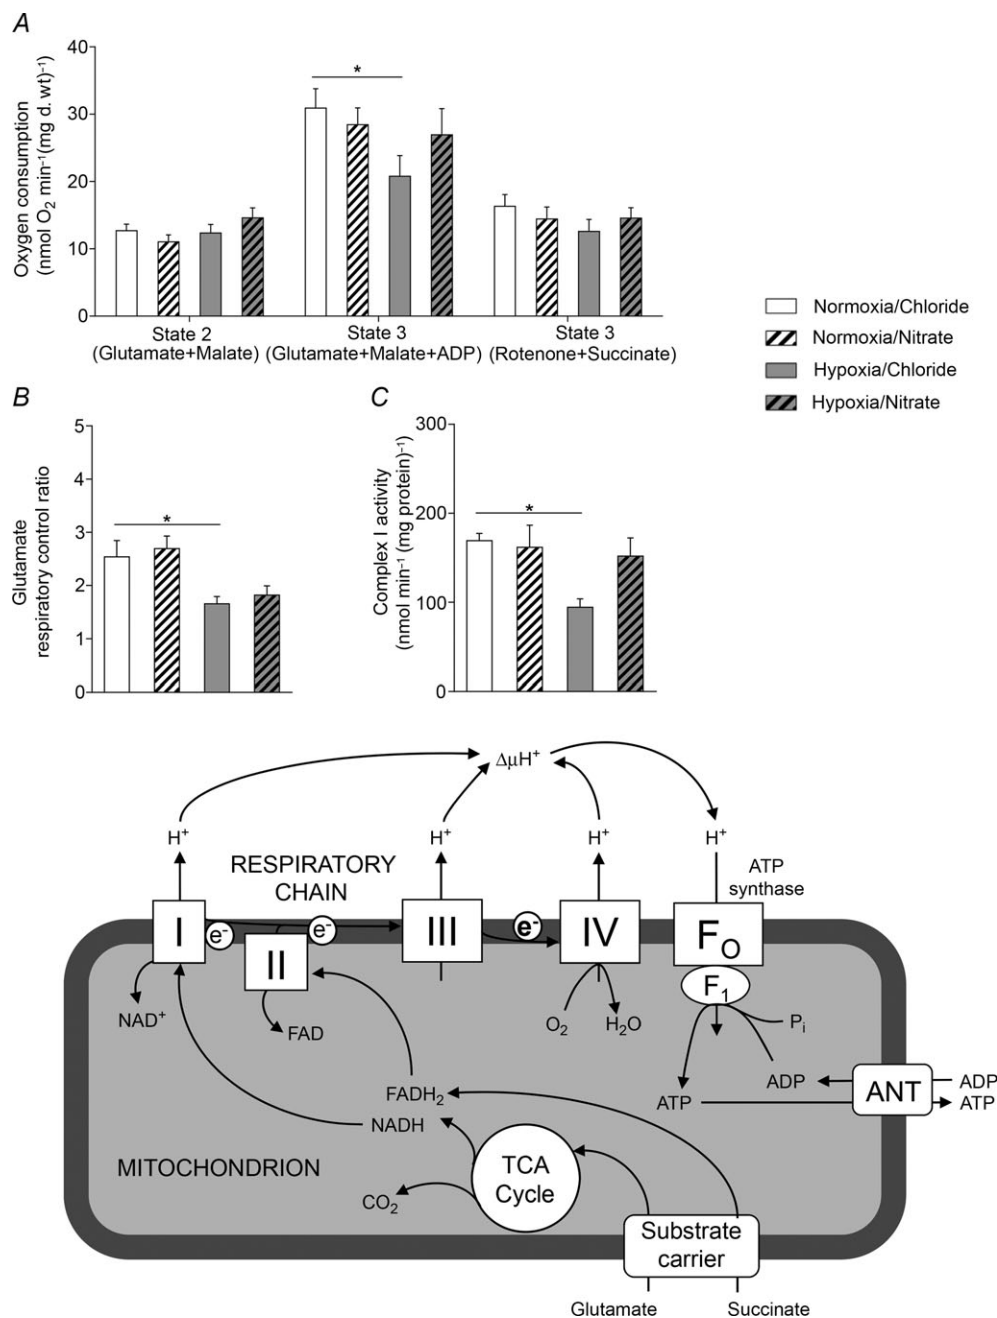 A
Oxygen consumption
(nmol O₂ min⁻¹(mg d. wt)⁻¹)
40
30
20
10
0
*
State 2
(Glutamate+Malate)
State 3
(Glutamate+Malate+ADP)
State 3
(Rotenone+Succinate)
Normoxia/Chloride
Normoxia/Nitrate
Hypoxia/Chloride
Hypoxia/Nitrate
B
Glutamate
respiratory control ratio
5
4
3
2
1
0
*
C
Complex I activity
(nmol min⁻¹ (mg protein)⁻¹)
300
200
100
0
*
ΔμH⁺
H⁺
H⁺
H⁺
H⁺
RESPIRATORY
CHAIN
ATP
synthase
I
e⁻
II
e⁻
III
e⁻
IV
F_O
F₁
NAD⁺
FAD
O₂
H₂O
P_i
ADP
ATP
ANT
ADP
ATP
FADH₂
NADH
MITOCHONDRION
CO₂
TCA
Cycle
Substrate
carrier
Glutamate
Succinate